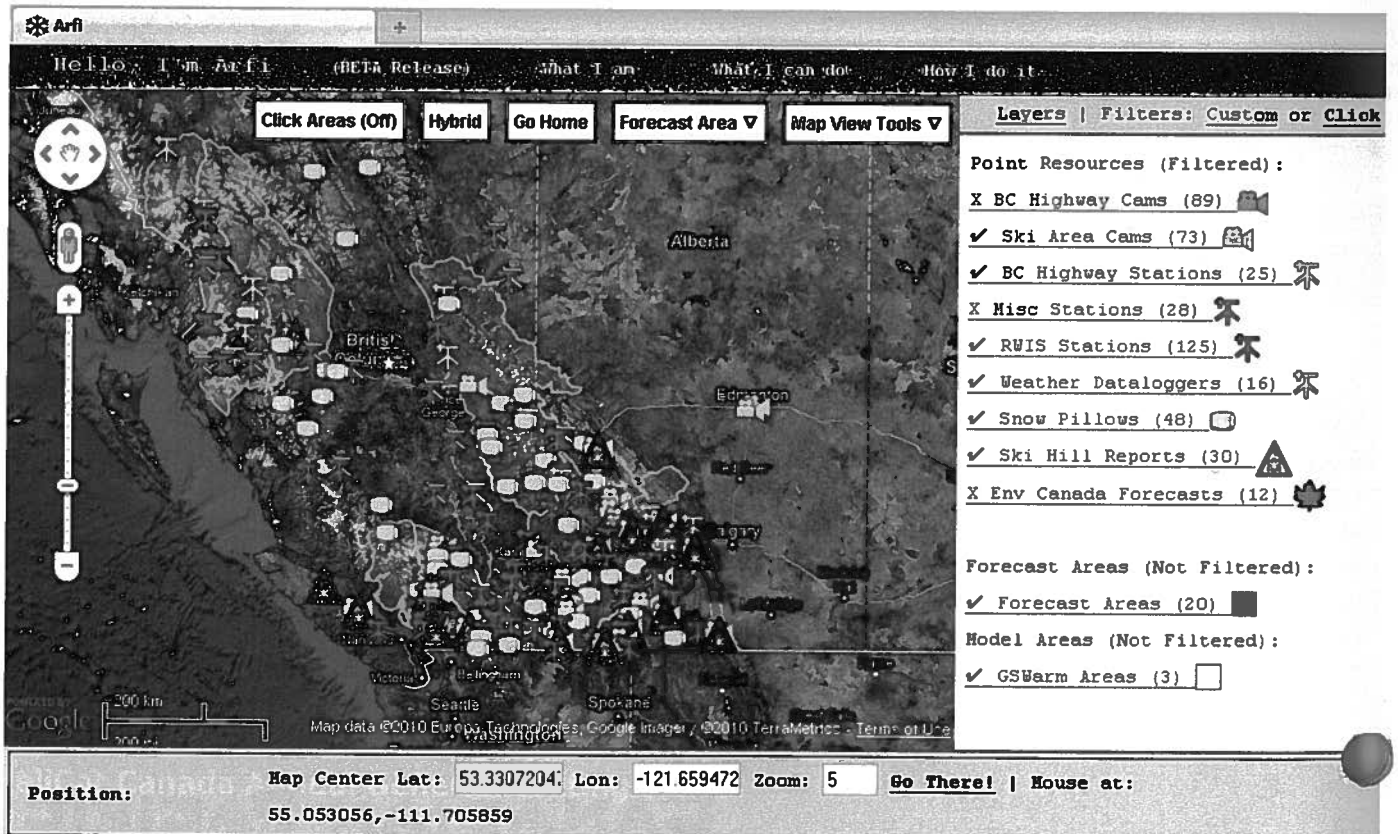 Arfi
+
Hello, I'm Arfi (BETA Release) What I am What I can do How I do it
Click Areas (Off) Hybrid Go Home Forecast Area ∇ Map View Tools ∇
Layers | Filters: Custom or Click
Point Resources (Filtered):
X BC Highway Cams (89)
✔ Ski Area Cams (73)
✔ BC Highway Stations (25)
X Misc Stations (28)
✔ RWIS Stations (125)
✔ Weather Dataloggers (16)
✔ Snow Pillows (48)
✔ Ski Hill Reports (30)
X Env Canada Forecasts (12)
Forecast Areas (Not Filtered):
✔ Forecast Areas (20)
Model Areas (Not Filtered):
✔ GSWarm Areas (3)
Juneau
Alberta
Ketchikan
British
George
Edmonton
Victoria
Bellingham
Seattle
Spokane
Washington
200 km
Google
Map data ©2010 Europa Technologies, Google Imagery ©2010 TerraMetrics - Terms of Use
Position: Map Center Lat: 53.3307204 Lon: -121.659472 Zoom: 5 Go There! | Mouse at:
55.053056,-111.705859